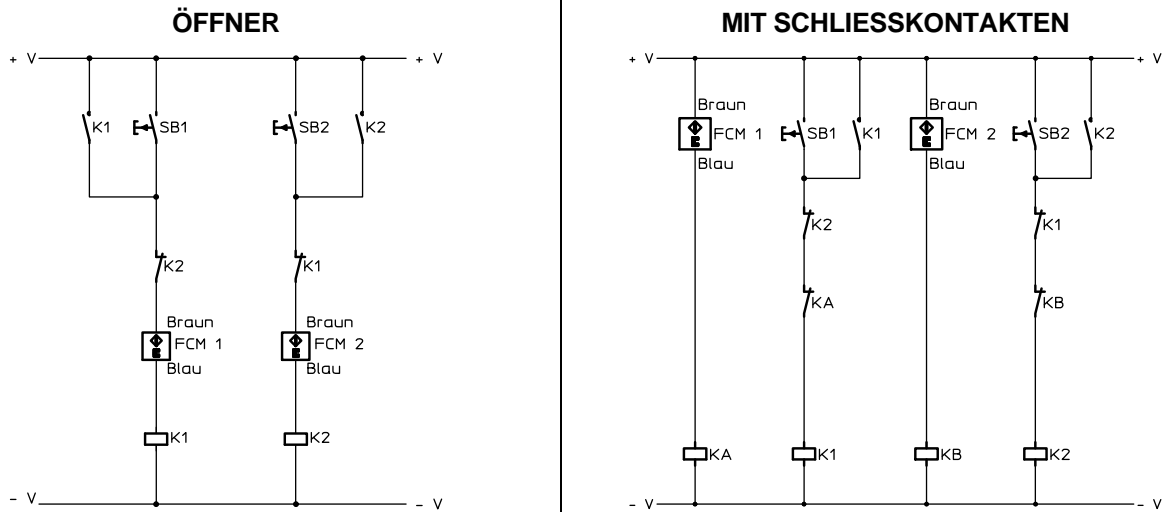 ÖFFNER
+ V
+ V
K1
SB1
SB2
K2
K2
K1
Braun
FCM 1
Blau
Braun
FCM 2
Blau
K1
K2
- V
- V
MIT SCHLIESSKONTAKTEN
+ V
+ V
Braun
FCM 1
Blau
SB1
K1
Braun
FCM 2
Blau
SB2
K2
K2
K1
KA
KB
KA
K1
KB
K2
- V
- V